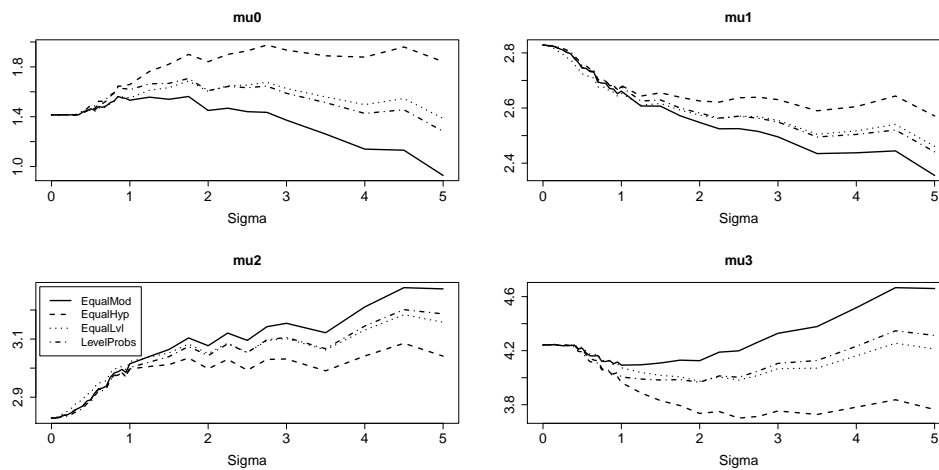 mu0
1.0 1.4 1.8
0 1 2 3 4 5
Sigma
mu1
2.4 2.6 2.8
0 1 2 3 4 5
Sigma
mu2
2.9 3.1
EqualMod
EqualHyp
EqualLvl
LevelProbs
0 1 2 3 4 5
Sigma
mu3
3.8 4.2 4.6
0 1 2 3 4 5
Sigma